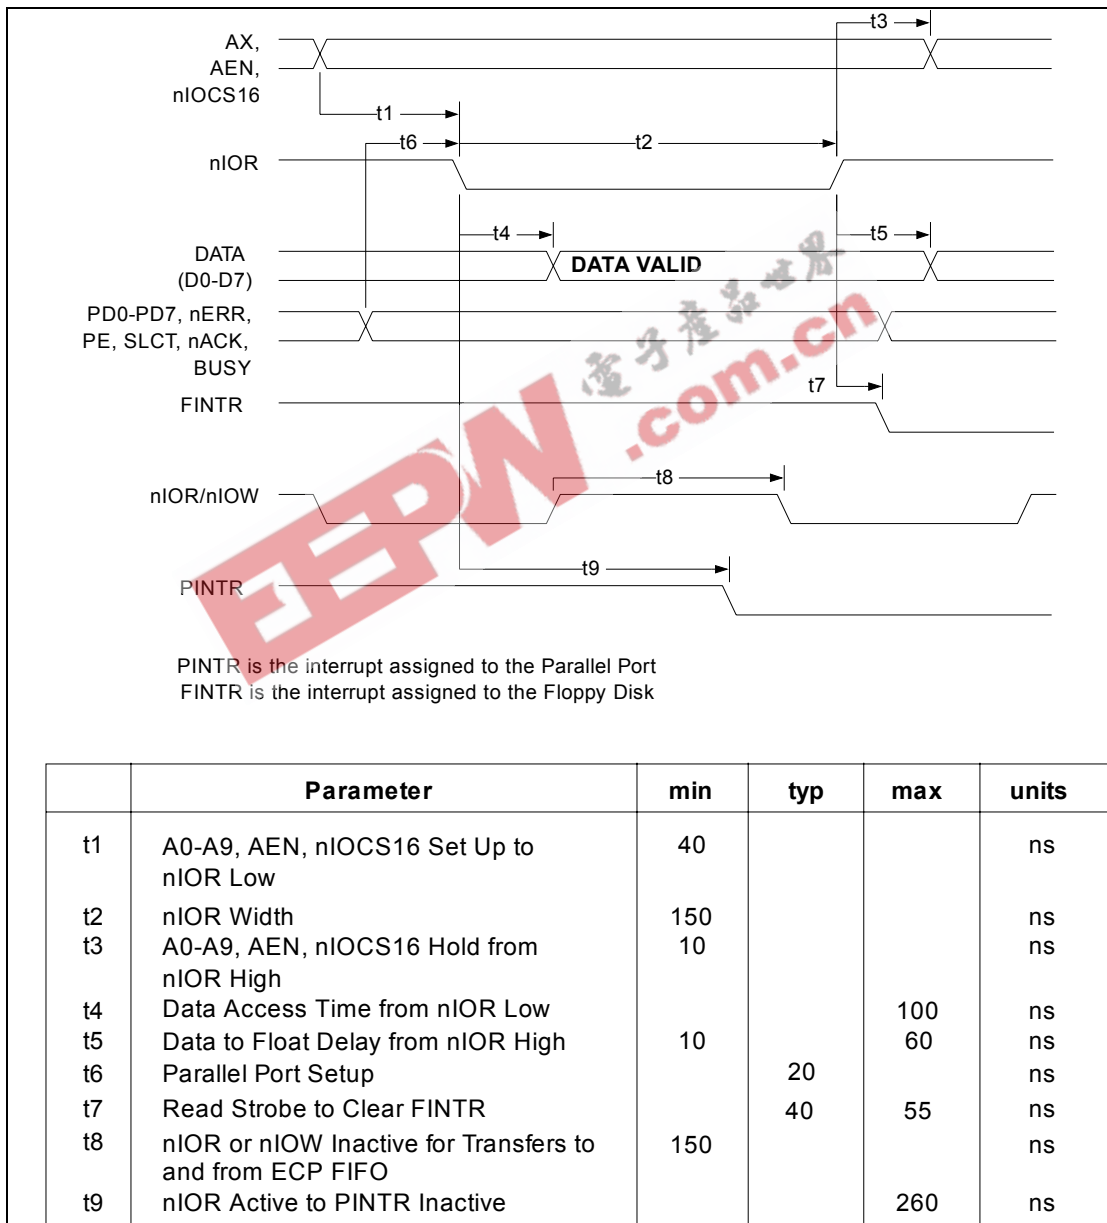 AX,
AEN,
nIOCS16
t3
t1
t6
t2
nIOR
t4
t5
DATA
(D0-D7)
DATA VALID
PD0-PD7, nERR,
PE, SLCT, nACK,
BUSY
t7
FINTR
t8
nIOR/nIOW
t9
PINTR
電子產品世界
.com.cn
EEPW
PINTR is the interrupt assigned to the Parallel Port
FINTR is the interrupt assigned to the Floppy Disk
Parameter min typ max units
t1 A0-A9, AEN, nIOCS16 Set Up to 40 ns
nIOR Low
t2 nIOR Width 150 ns
t3 A0-A9, AEN, nIOCS16 Hold from 10 ns
nIOR High
t4 Data Access Time from nIOR Low 100 ns
t5 Data to Float Delay from nIOR High 10 60 ns
t6 Parallel Port Setup 20 ns
t7 Read Strobe to Clear FINTR 40 55 ns
t8 nIOR or nIOW Inactive for Transfers to 150 ns
and from ECP FIFO
t9 nIOR Active to PINTR Inactive 260 ns